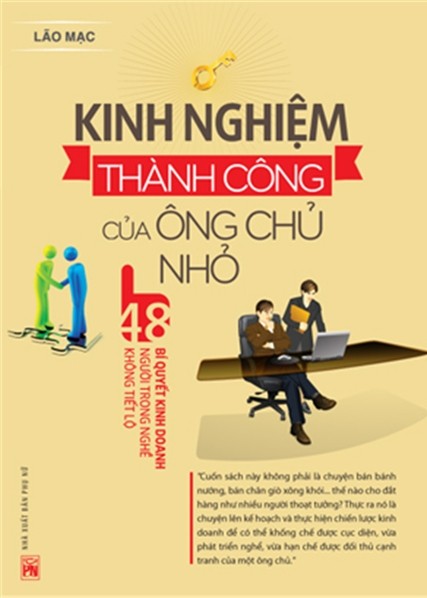 LÃO MẠC
KINH NGHIỆM
THÀNH CÔNG
CỦA ÔNG CHỦ
NHỎ
48
BÍ QUYẾT KINH DOANH
NGƯỜI TRONG NGHỀ
KHÔNG TIẾT LỘ
"Cuốn sách này không phải là chuyện bán bánh
nướng, bán chân giò xông khói... thế nào cho đắt
hàng như nhiều người thoạt tưởng? Thực ra nó là
chuyện lên kế hoạch và thực hiện chiến lược kinh
doanh để có thể khống chế được cục diện, vừa
phát triển nghề, vừa hạn chế được đối thủ cạnh
tranh của một ông chủ."
NHÀ XUẤT BẢN PHỤ NỮ
PN